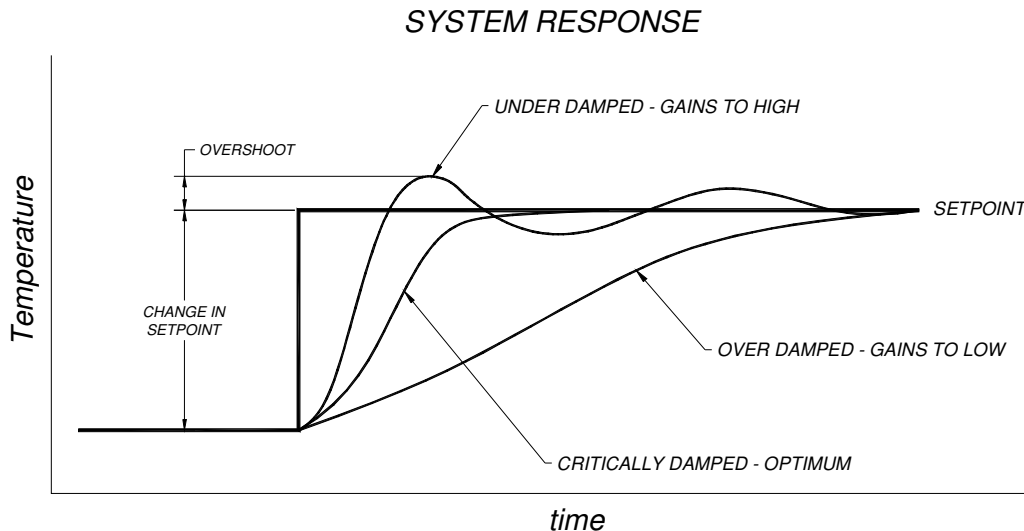 SYSTEM RESPONSE
UNDER DAMPED - GAINS TO HIGH
OVERSHOOT
SETPOINT
Temperature
CHANGE IN
SETPOINT
OVER DAMPED - GAINS TO LOW
CRITICALLY DAMPED - OPTIMUM
time